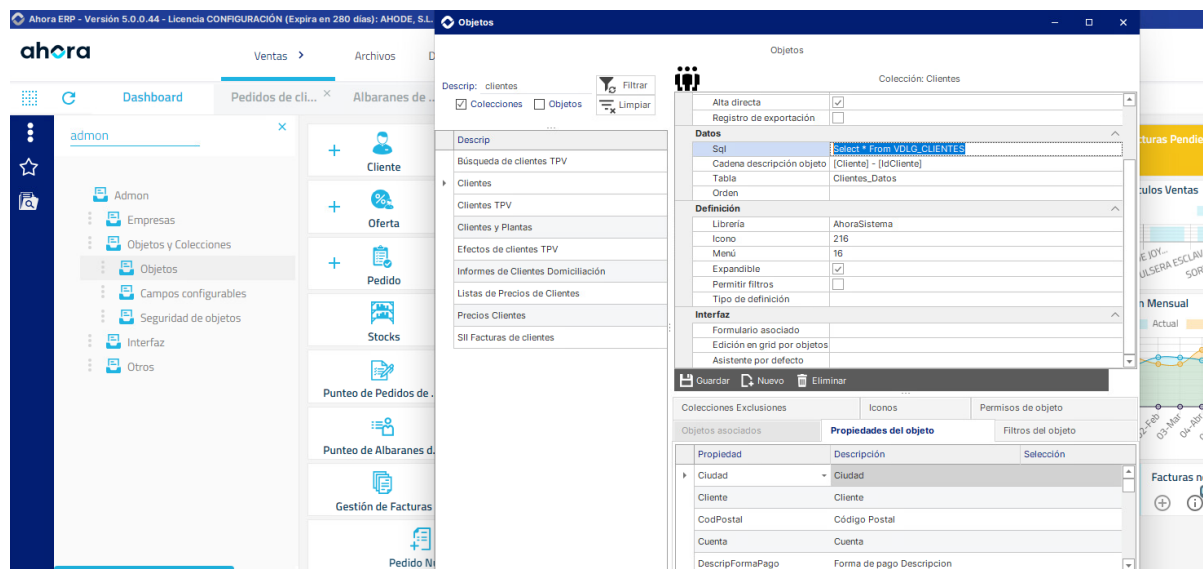 Ahora ERP - Versión 5.0.0.44 - Licencia CONFIGURACIÓN (Expira en 280 días): AHODE, S.L.
ahora
Ventas
Archivos
Dashboard
Pedidos de cli...
Albaranes de ..
admon
Admon
Empresas
Objetos y Colecciones
Objetos
Campos configurables
Seguridad de objetos
Interfaz
Otros
Cliente
Oferta
Pedido
Stocks
Punteo de Pedidos de .
Punteo de Albaranes d.
Gestión de Facturas
Pedido
Objetos
Objetos
Descrip: clientes
Filtrar
Colecciones
Objetos
Limpiar
Descrip
Búsqueda de clientes TPV
Clientes
Clientes TPV
Clientes y Plantas
Efectos de clientes TPV
Informes de Clientes Domiciliación
Listas de Precios de Clientes
Precios Clientes
SII Facturas de clientes
Colección: Clientes
Alta directa
Registro de exportación
Datos
Sql Select * From VDLG_CLIENTES
Cadena descripción objeto [Cliente] - [IdCliente]
Tabla Clientes_Datos
Orden
Definición
Librería AhoraSistema
Icono 216
Menú 16
Expandible
Permitir filtros
Tipo de definición
Interfaz
Formulario asociado
Edición en grid por objetos
Asistente por defecto
Guardar Nuevo Eliminar
Colecciones Exclusiones Iconos Permisos de objeto
Objetos asociados Propiedades del objeto Filtros del objeto
Propiedad Descripción Selección
Ciudad Ciudad
Cliente Cliente
CodPostal Código Postal
Cuenta Cuenta
DescripFormaPago Forma de pago Descripcion
turas Pendie
ulos Ventas
n Mensual
Actual
02-Feb
03-Mar
04-Abr
Facturas n